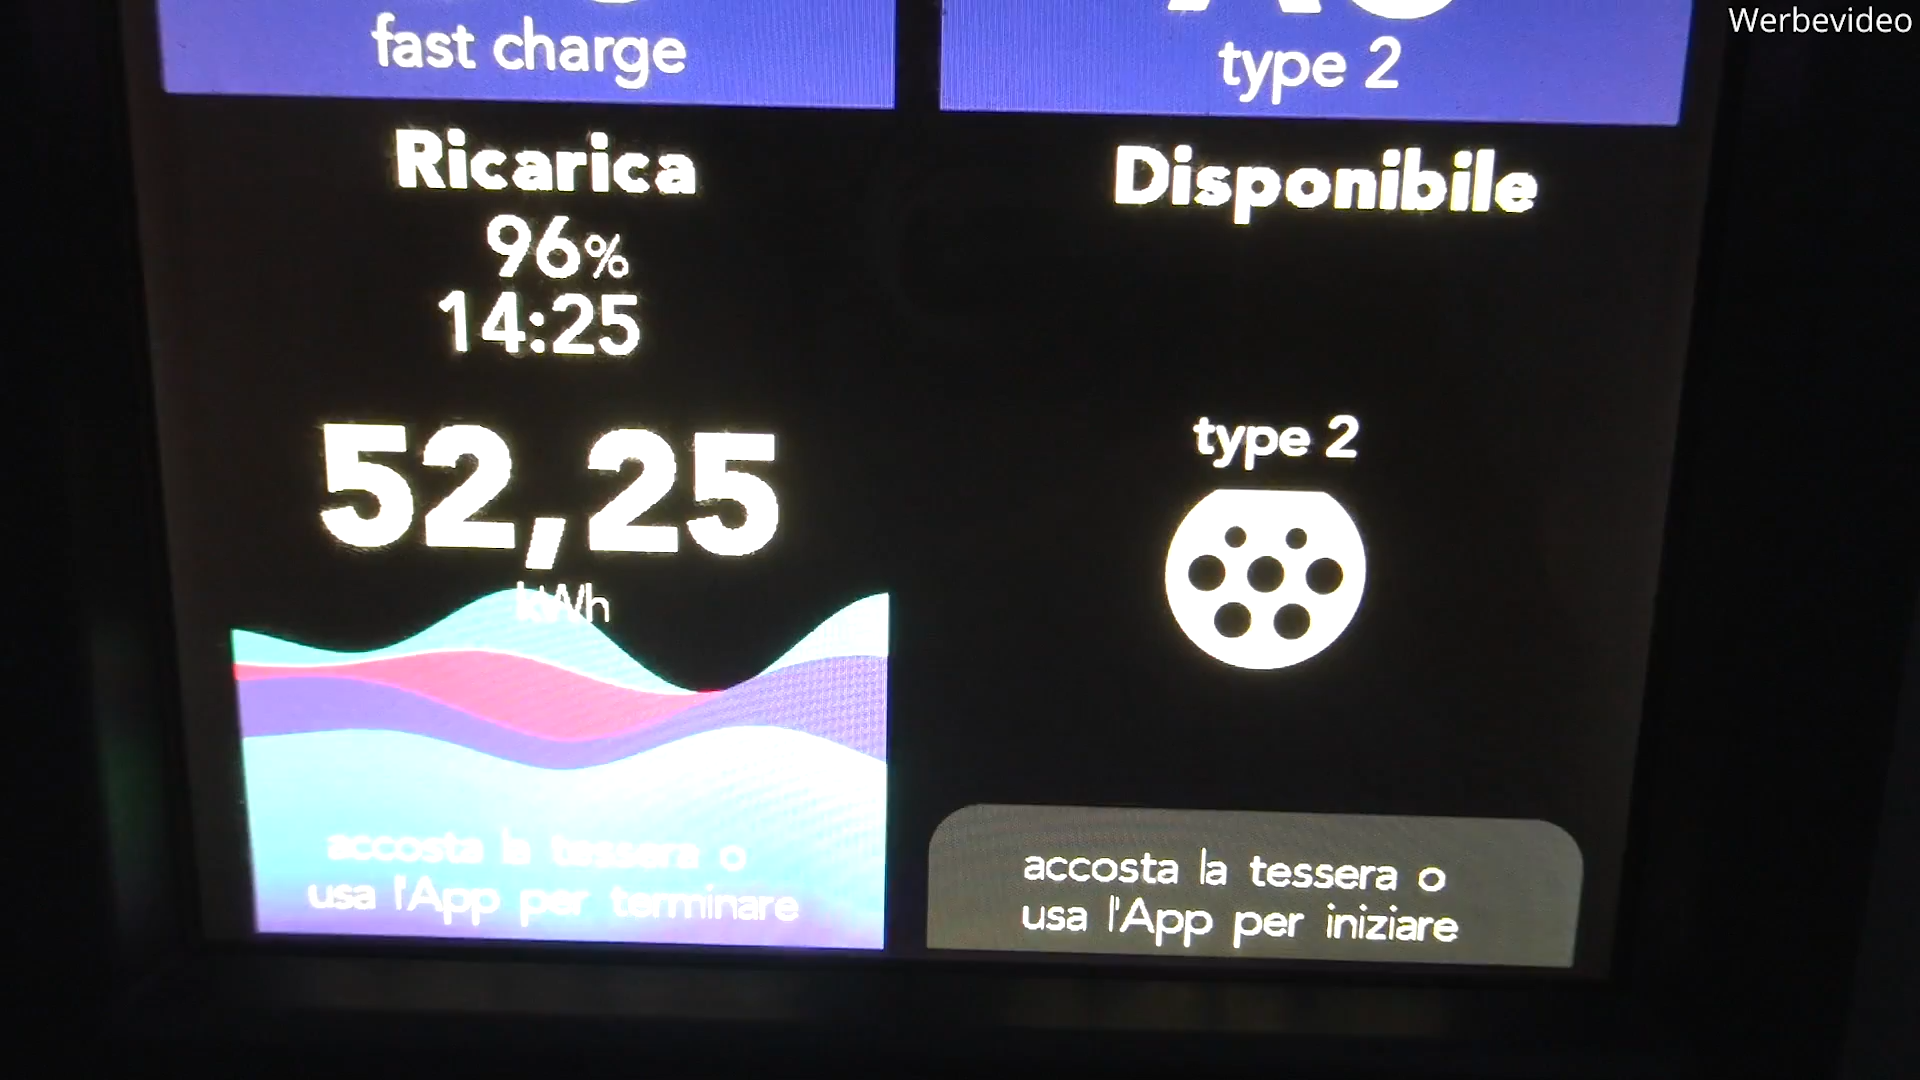 Werbevideo
fast charge
Ricarica
96%
14:25
52,25
kWh
accosta la tessera o
usa l'App per terminare
type 2
Disponibile
type 2
accosta la tessera o
usa l'App per iniziare